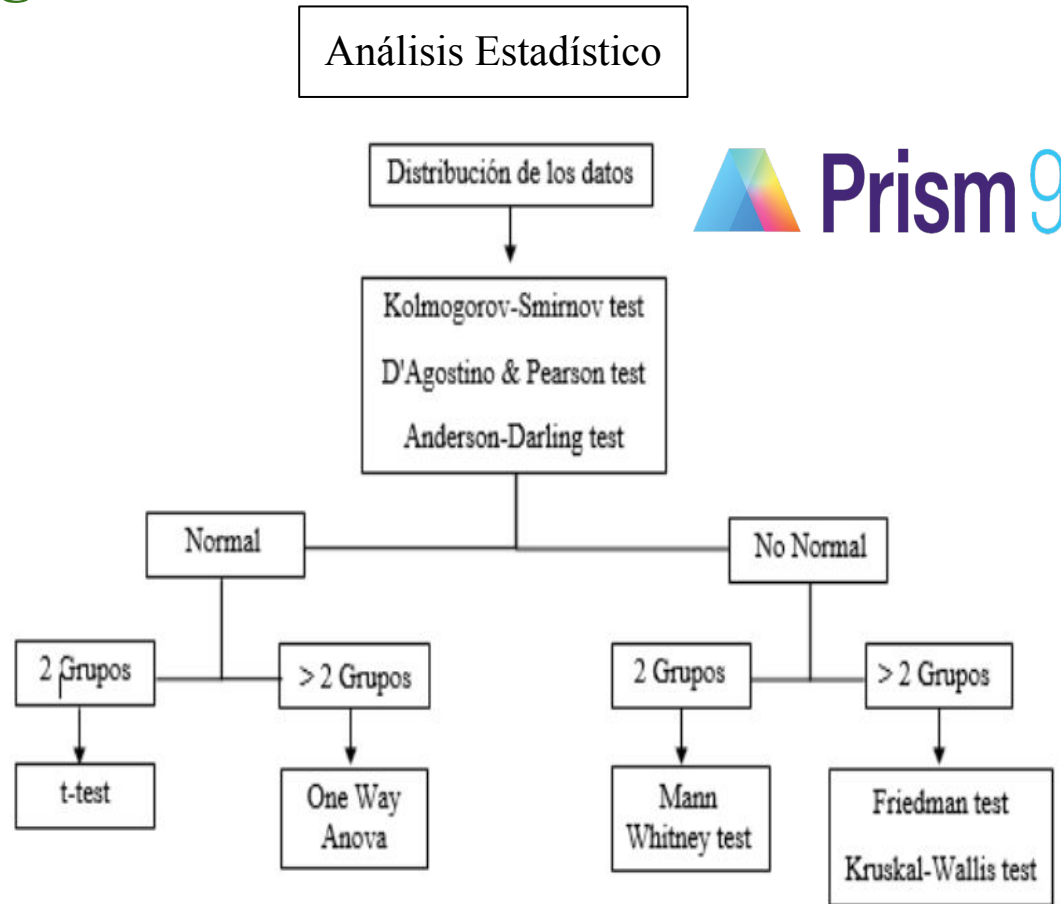 Análisis Estadístico
Distribución de los datos
Prism 9
Kolmogorov-Smirnov test
D'Agostino & Pearson test
Anderson-Darling test
Normal
No Normal
2 Grupos
> 2 Grupos
2 Grupos
> 2 Grupos
t-test
One Way
Anova
Mann
Whitney test
Friedman test
Kruskal-Wallis test